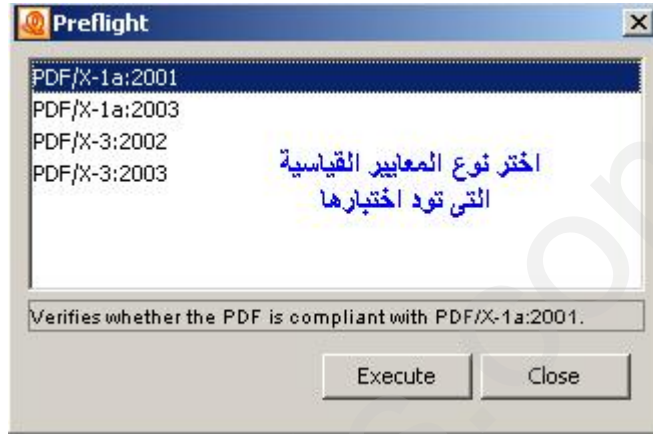 Preflight
PDF/X-1a:2001
PDF/X-1a:2003
PDF/X-3:2002
PDF/X-3:2003
اختر نوع المعايير القياسية
التى تود اختبارها
Verifies whether the PDF is compliant with PDF/X-1a:2001.
Execute Close